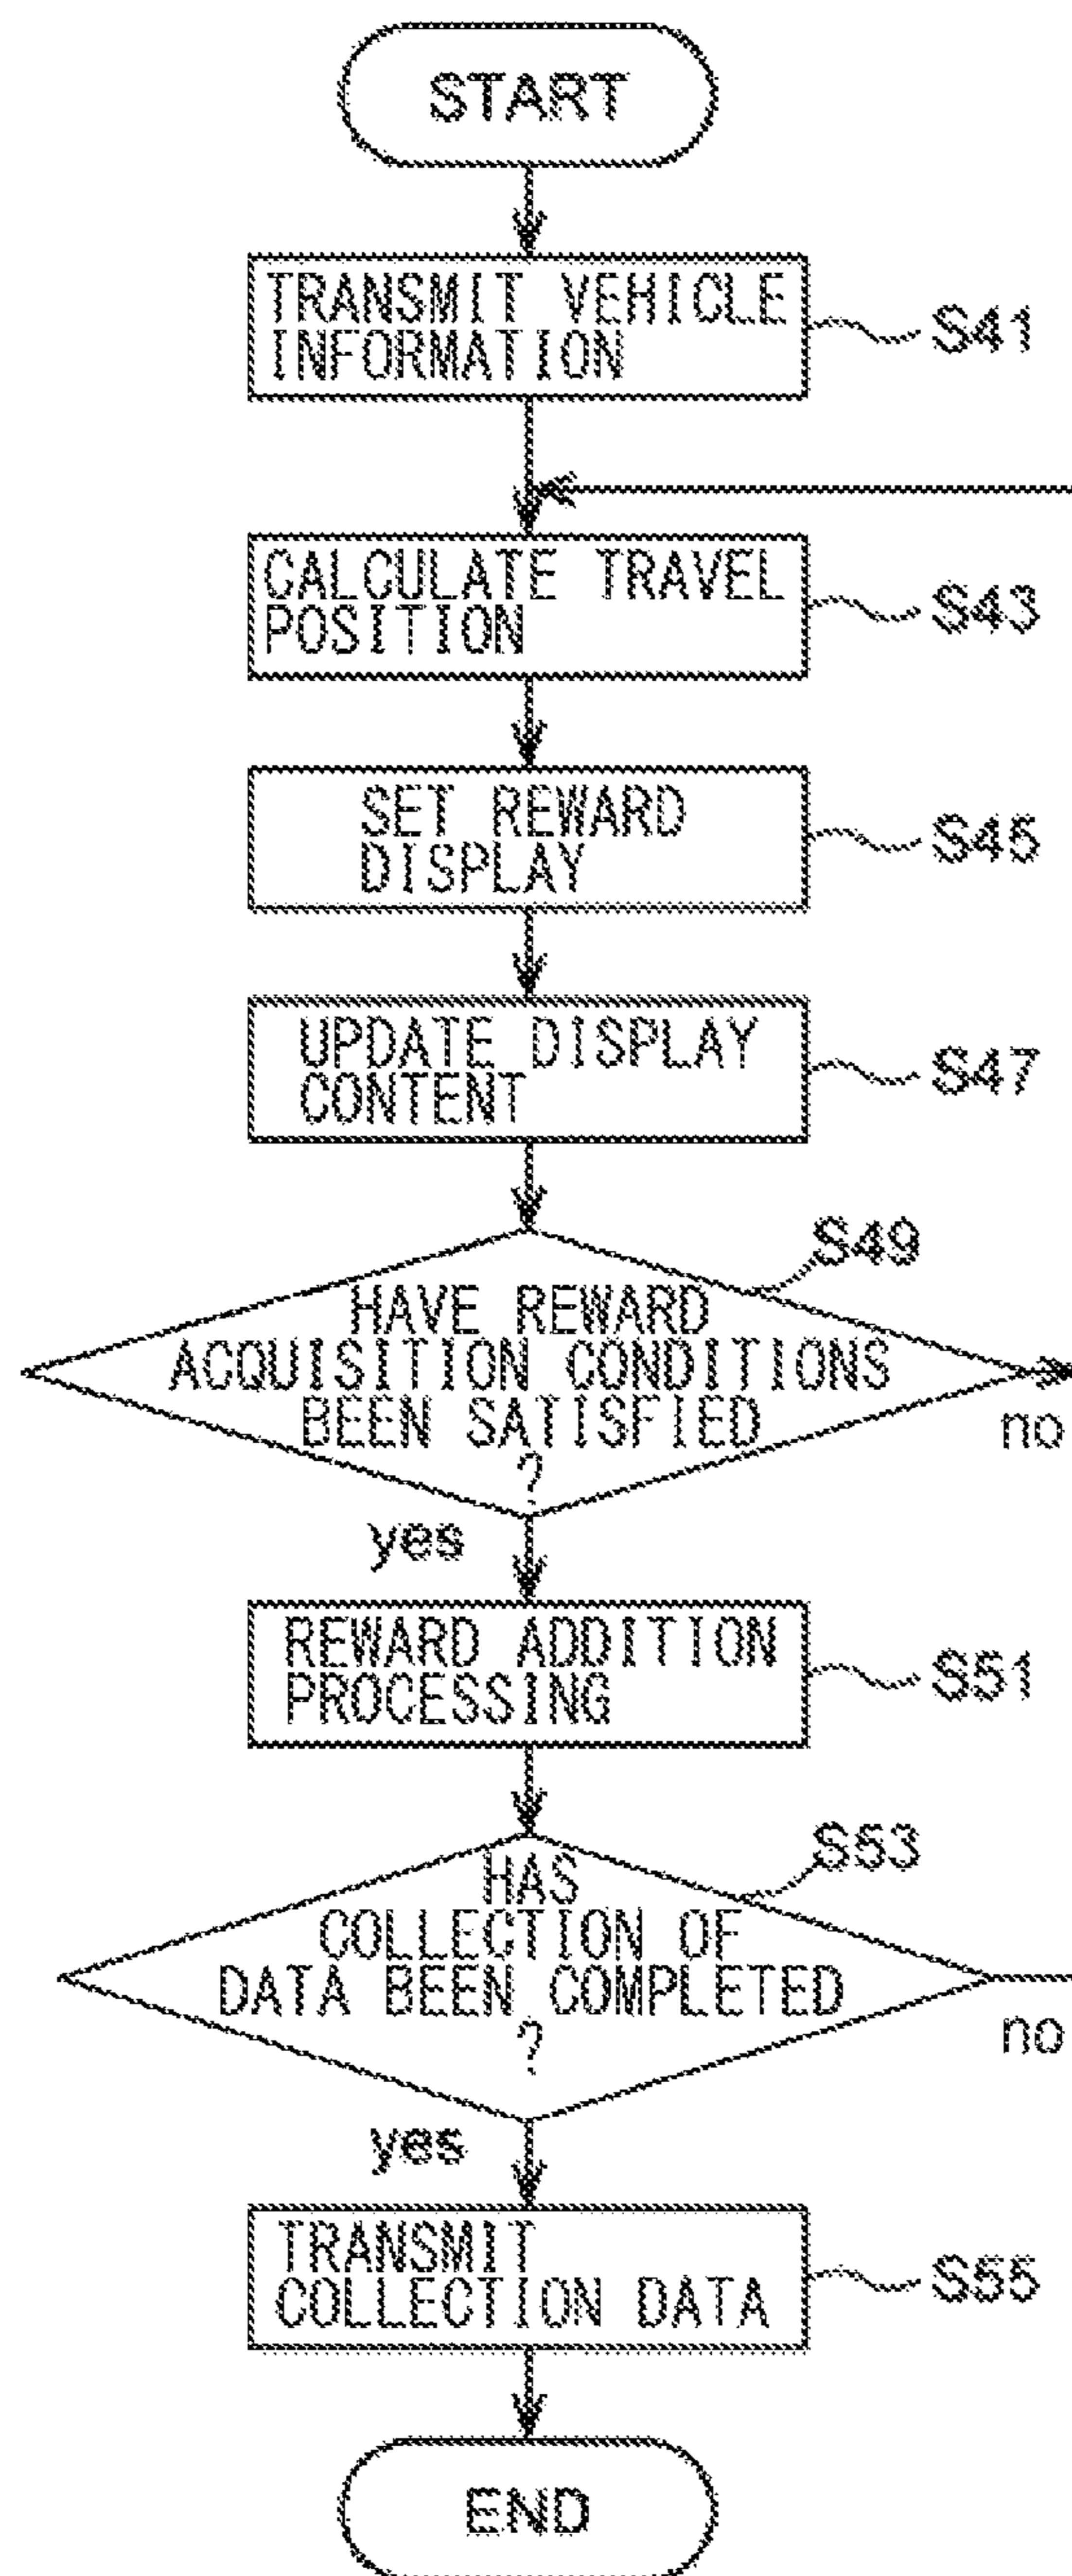 START
TRANSMIT VEHICLE
INFORMATION
S41
CALCULATE TRAVEL
POSITION
S43
SET REWARD
DISPLAY
S45
UPDATE DISPLAY
CONTENT
S47
S49
HAVE REWARD
ACQUISITION CONDITIONS
BEEN SATISFIED
?
no
yes
REWARD ADDITION
PROCESSING
S51
S53
HAS
COLLECTION OF
DATA BEEN COMPLETED
?
no
yes
TRANSMIT
COLLECTION DATA
S55
END